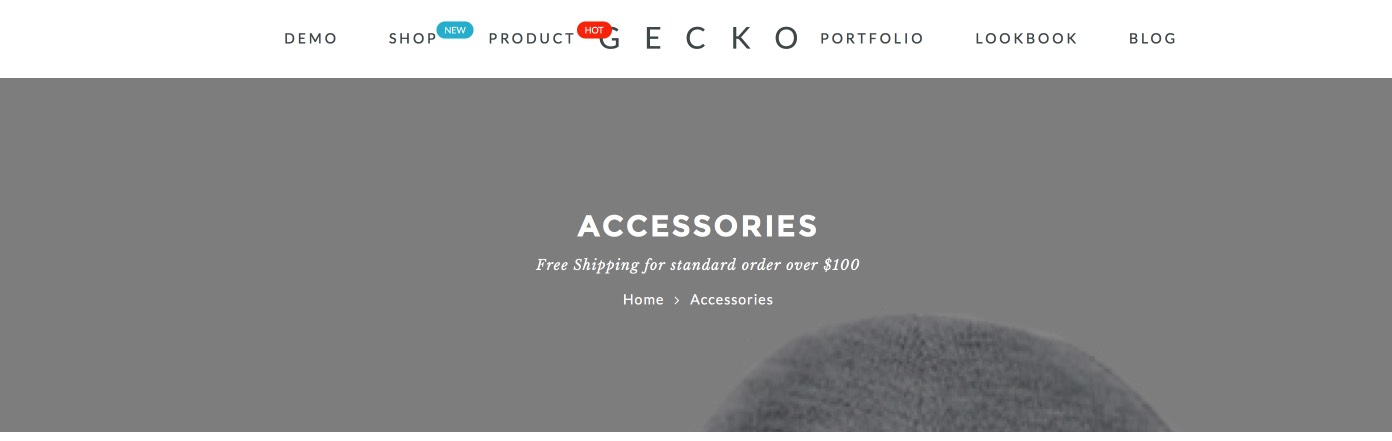 DEMO SHOP NEW PRODUCT HOT GECKO PORTFOLIO LOOKBOOK BLOG
ACCESSORIES
Free Shipping for standard order over $100
Home > Accessories